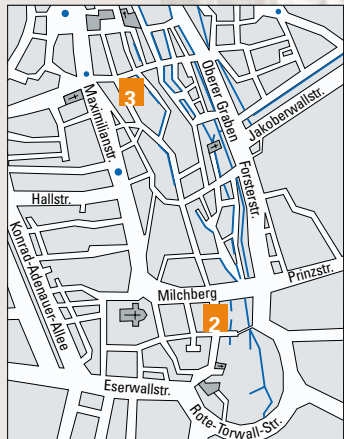 3
Maximilianstr.
Oberer Graben
Jakoberwallstr.
Forsterstr.
Hallstr.
Konrad-Adenauer-Allee
Prinzstr.
Milchberg
2
Eserwallstr.
Rote-Torwall-Str.